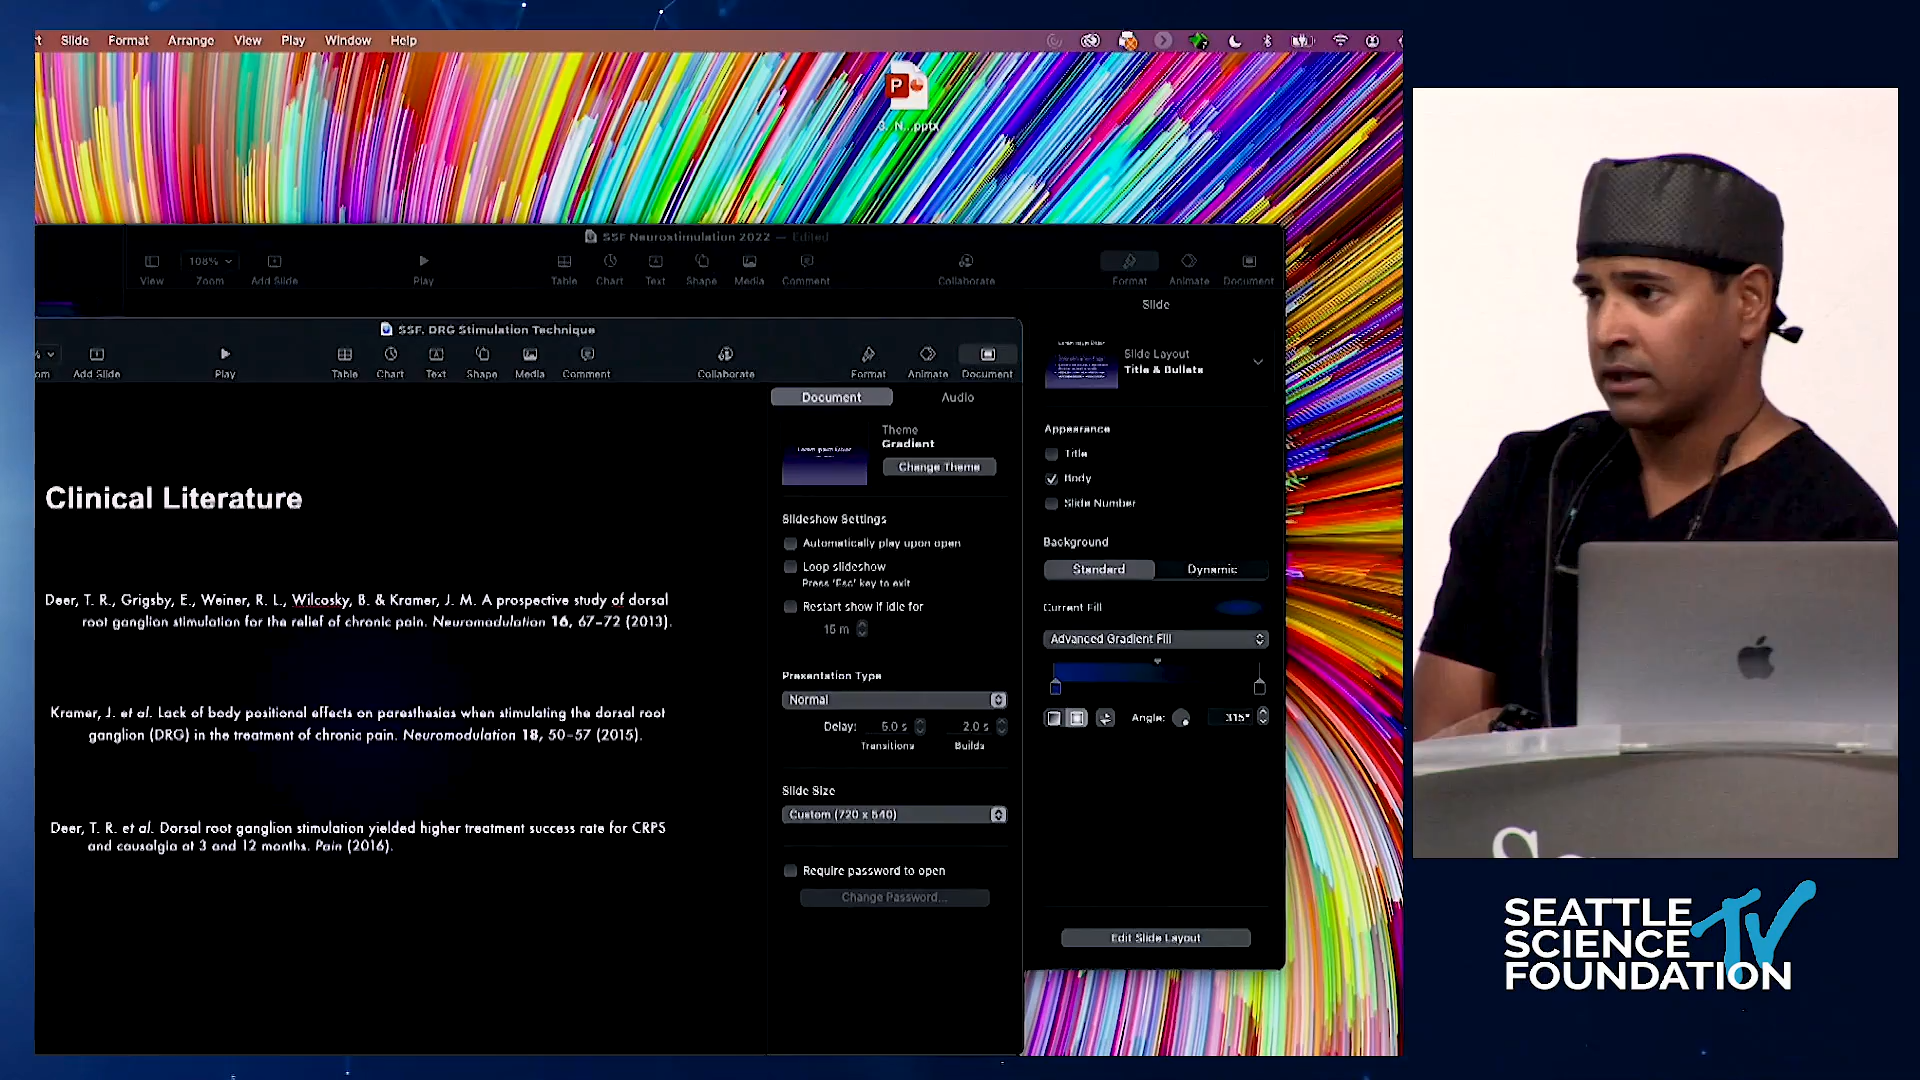 Slide Format Arrange View Play Window Help
P
SSF Neurostimulation 2022 — Edited
108%
View Zoom Add Slide Play Table Chart Text Shape Media Comment Collaborate Format Animate Document
Slide
SSF, DRG Stimulation Technique
Add Slide Play Table Chart Text Shape Media Comment Collaborate Format Animate Document
Slide Layout
Title & Bullets
Document Audio
Theme
Gradient
Change Theme
Appearance
Title
Body
Slide Number
Clinical Literature
Slideshow Settings
Automatically play upon open
Loop slideshow
Press 'Esc' key to exit
Restart show if idle for
15 m
Background
Standard Dynamic
Current Fill
Advanced Gradient Fill
Angle: 315°
Deer, T. R., Grigsby, E., Weiner, R. L., Wilcosky, B. & Kramer, J. M. A prospective study of dorsal
root ganglion stimulation for the relief of chronic pain. Neuromodulation 16, 67–72 (2013).
Kramer, J. et al. Lack of body positional effects on paresthesias when stimulating the dorsal root
ganglion (DRG) in the treatment of chronic pain. Neuromodulation 18, 50–57 (2015).
Deer, T. R. et al. Dorsal root ganglion stimulation yielded higher treatment success rate for CRPS
and causalgia at 3 and 12 months. Pain (2016).
Presentation Type
Normal
Delay: 5.0 s 2.0 s
Transitions Builds
Slide Size
Custom (720 x 540)
Require password to open
Change Password...
Edit Slide Layout
SEATTLE
SCIENCE
FOUNDATION
TV